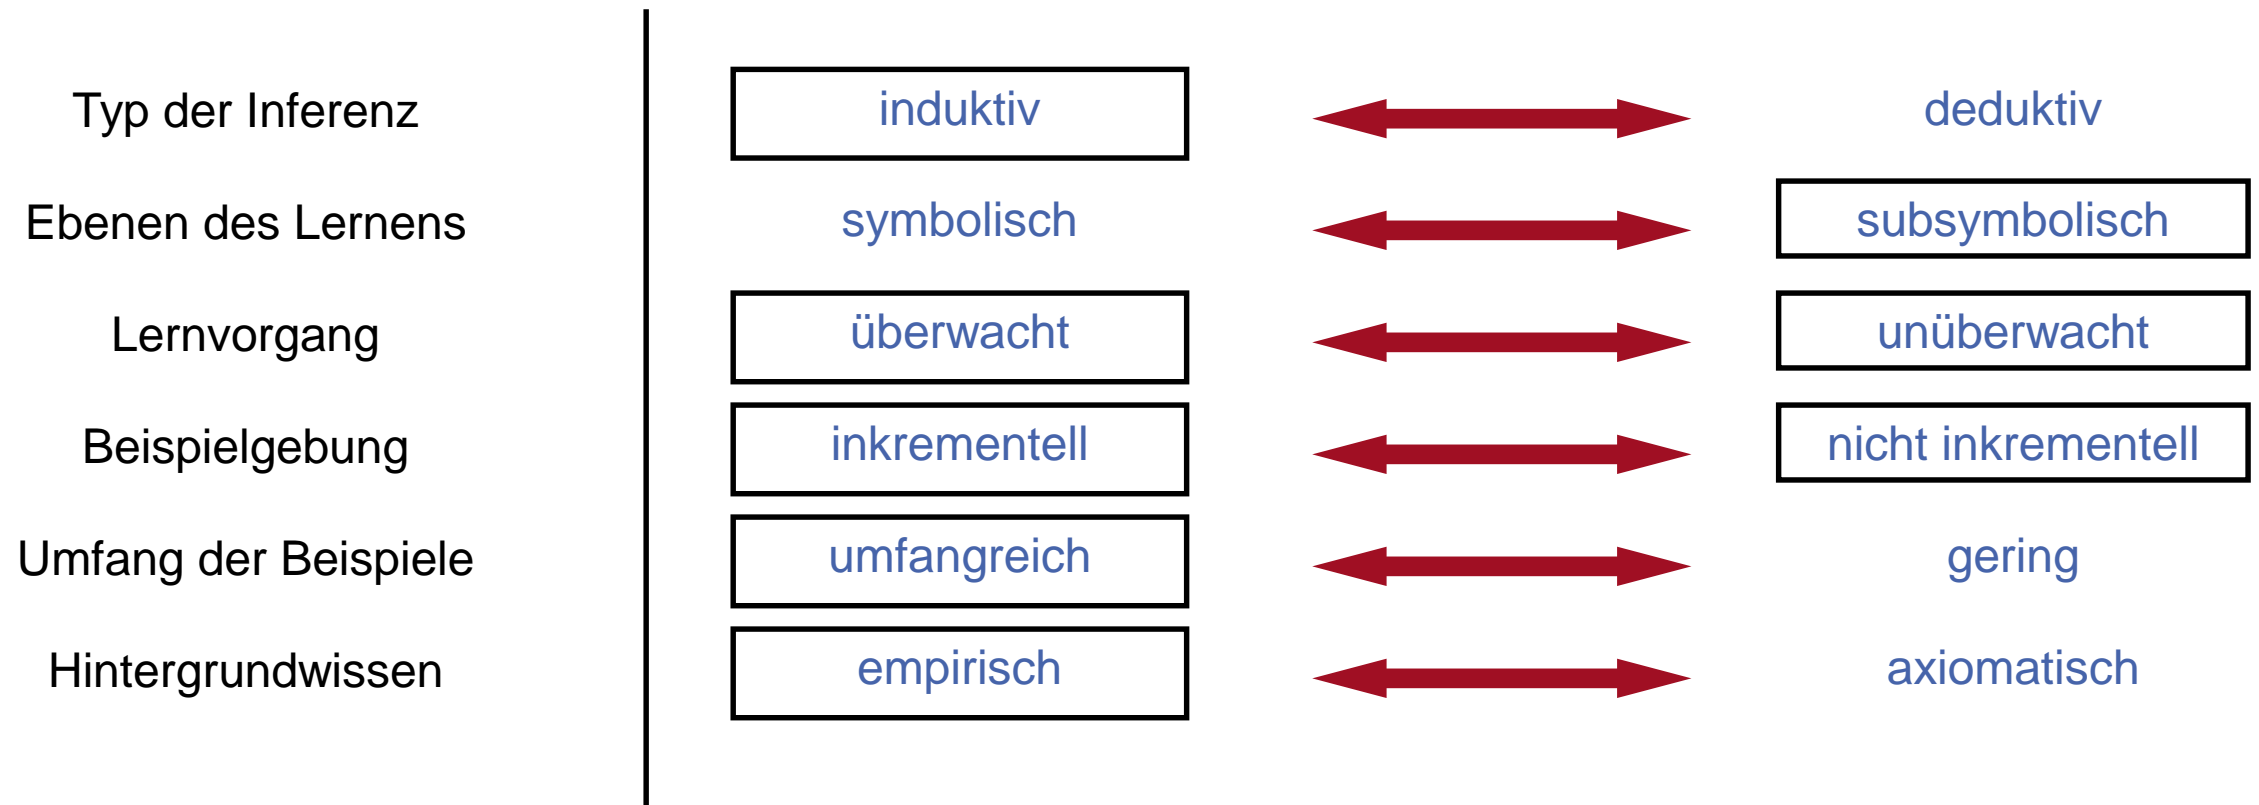 Typ der Inferenz induktiv deduktiv
Ebenen des Lernens symbolisch subsymbolisch
Lernvorgang überwacht unüberwacht
Beispielgebung inkrementell nicht inkrementell
Umfang der Beispiele umfangreich gering
Hintergrundwissen empirisch axiomatisch